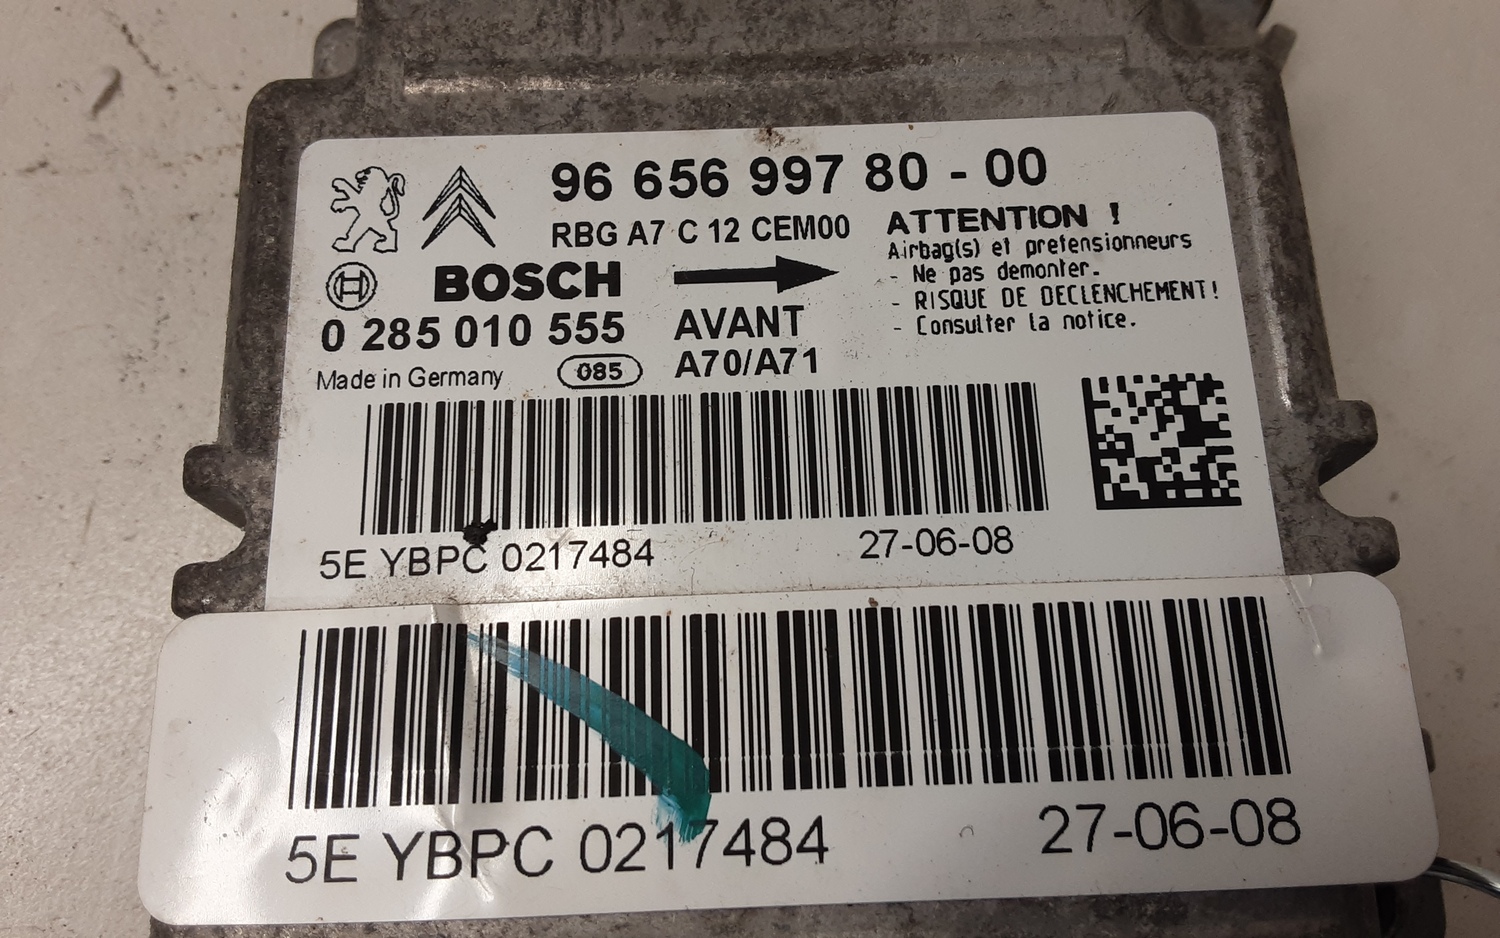 96 656 997 80 - 00
RBG A7 C 12 CEM00
ATTENTION !
Airbag(s) et pretensionneurs
- Ne pas demonter.
- RISQUE DE DECLENCHEMENT!
- Consulter la notice.
BOSCH
0 285 010 555
AVANT
A70/A71
Made in Germany
085
5E YBPC 0217484
27-06-08
5E YBPC 0217484
27-06-08